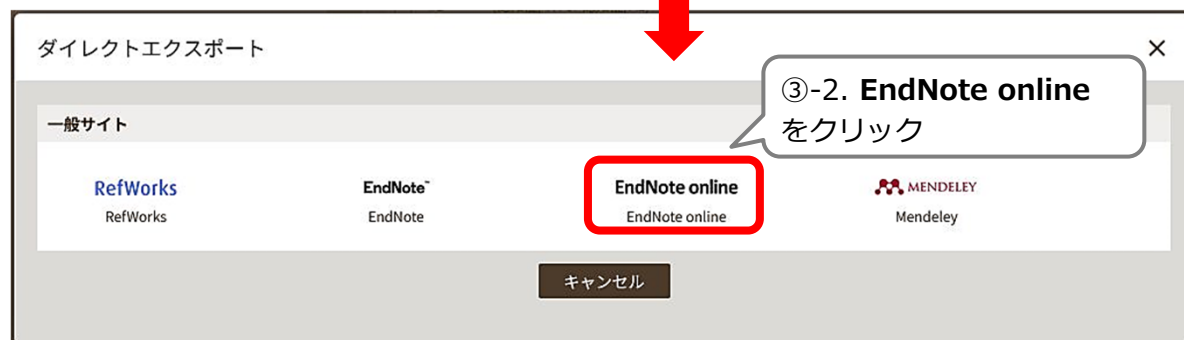 ダイレクトエクスポート
×
③-2. EndNote online
をクリック
一般サイト
RefWorks
EndNote™
EndNote online
MENDELEY
RefWorks
EndNote
EndNote online
Mendeley
キャンセル